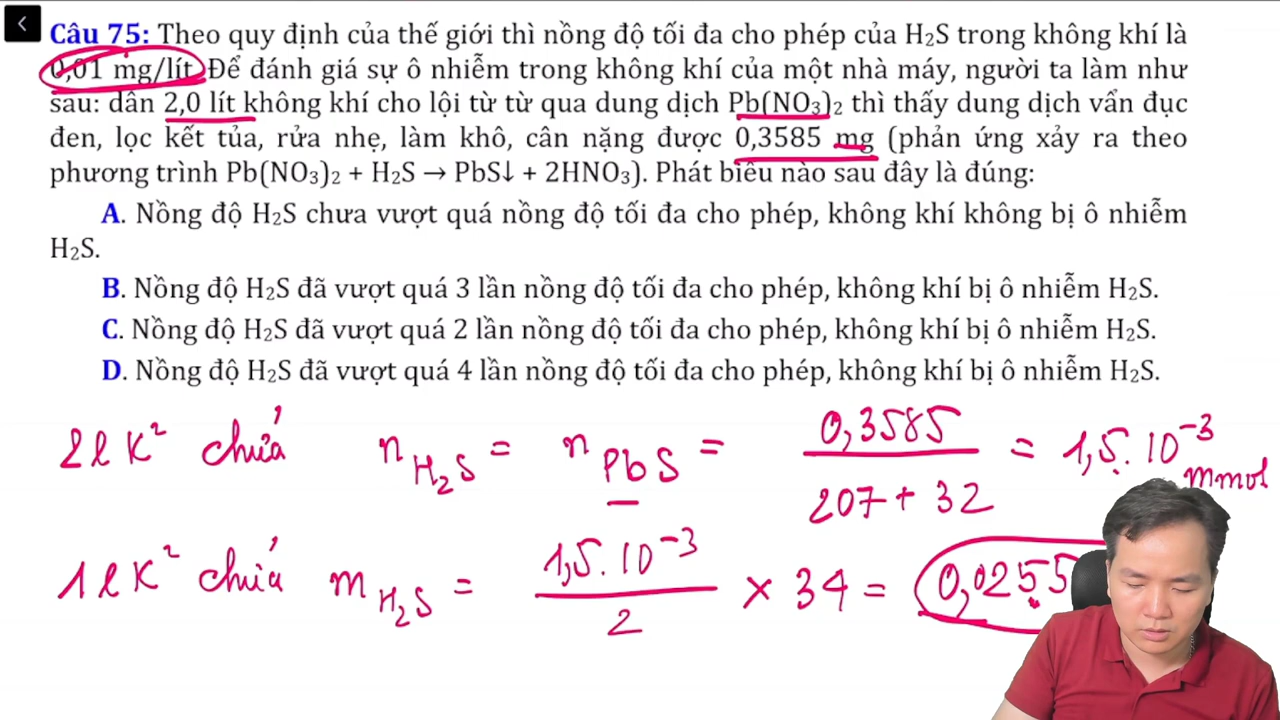 Câu 75: Theo quy định của thế giới thì nồng độ tối đa cho phép của H₂S trong không khí là
0,01 mg/lít. Để đánh giá sự ô nhiễm trong không khí của một nhà máy, người ta làm như
sau: dẫn 2,0 lít không khí cho lội từ từ qua dung dịch Pb(NO₃)₂ thì thấy dung dịch vẩn đục
đen, lọc kết tủa, rửa nhẹ, làm khô, cân nặng được 0,3585 mg (phản ứng xảy ra theo
phương trình Pb(NO₃)₂ + H₂S → PbS↓ + 2HNO₃). Phát biểu nào sau đây là đúng:
A. Nồng độ H₂S chưa vượt quá nồng độ tối đa cho phép, không khí không bị ô nhiễm
H₂S.
B. Nồng độ H₂S đã vượt quá 3 lần nồng độ tối đa cho phép, không khí bị ô nhiễm H₂S.
C. Nồng độ H₂S đã vượt quá 2 lần nồng độ tối đa cho phép, không khí bị ô nhiễm H₂S.
D. Nồng độ H₂S đã vượt quá 4 lần nồng độ tối đa cho phép, không khí bị ô nhiễm H₂S.
2l K² chứa n H₂S = n PbS = 0,3585 / 207 + 32 = 1,5.10⁻³ mmol
1l K² chứa m H₂S = 1,5.10⁻³ / 2 × 34 = 0,0255